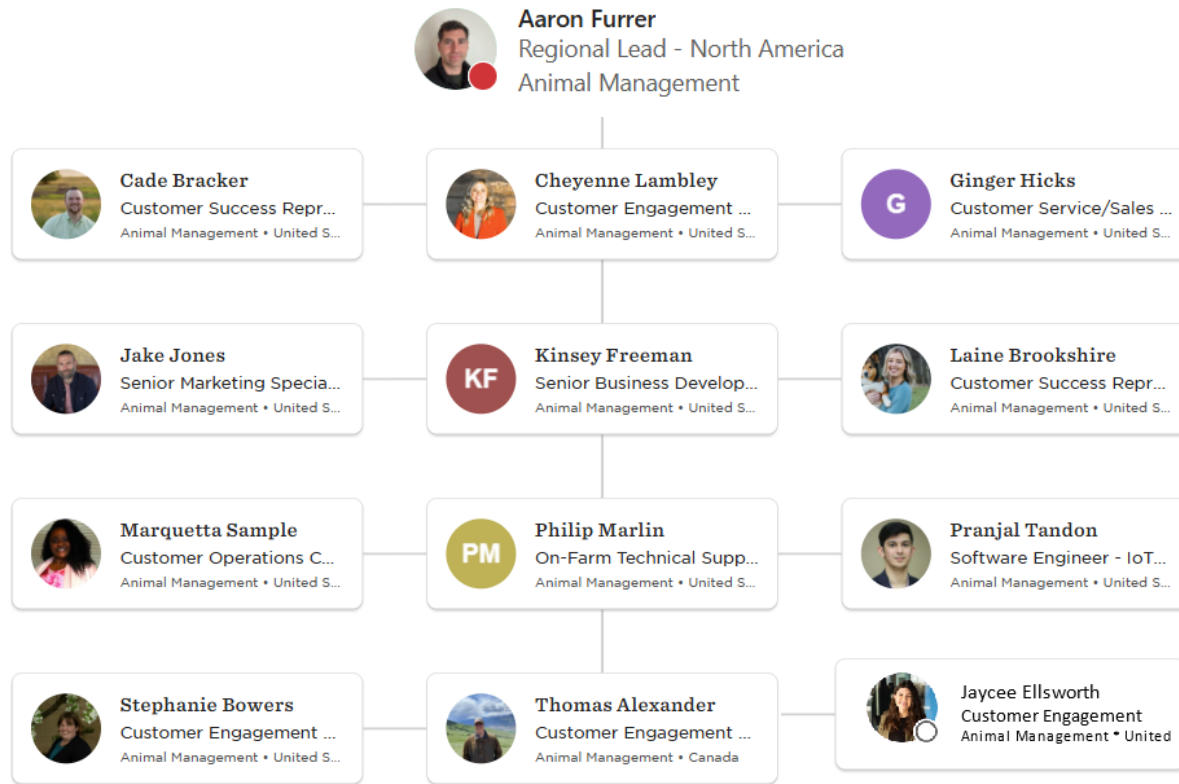 Aaron Furrer
Regional Lead - North America
Animal Management
Cade Bracker
Customer Success Repr...
Animal Management • United S...
Cheyenne Lambley
Customer Engagement ...
Animal Management • United S...
G
Ginger Hicks
Customer Service/Sales ...
Animal Management • United S...
Jake Jones
Senior Marketing Specia...
Animal Management • United S...
KF
Kinsey Freeman
Senior Business Develop...
Animal Management • United S...
Laine Brookshire
Customer Success Repr...
Animal Management • United S...
Marquetta Sample
Customer Operations C...
Animal Management • United S...
PM
Philip Marlin
On-Farm Technical Supp...
Animal Management • United S...
Pranjal Tandon
Software Engineer - IoT...
Animal Management • United S...
Stephanie Bowers
Customer Engagement ...
Animal Management • United S...
Thomas Alexander
Customer Engagement ...
Animal Management • Canada
Jaycee Ellsworth
Customer Engagement
Animal Management • United